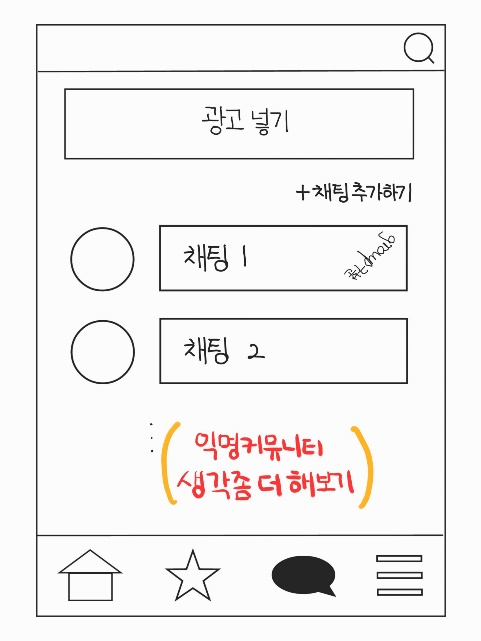 광고 넣기
+채팅추가하기
채팅 1
채팅 2
익명커뮤니티
생각좀 더 해보기